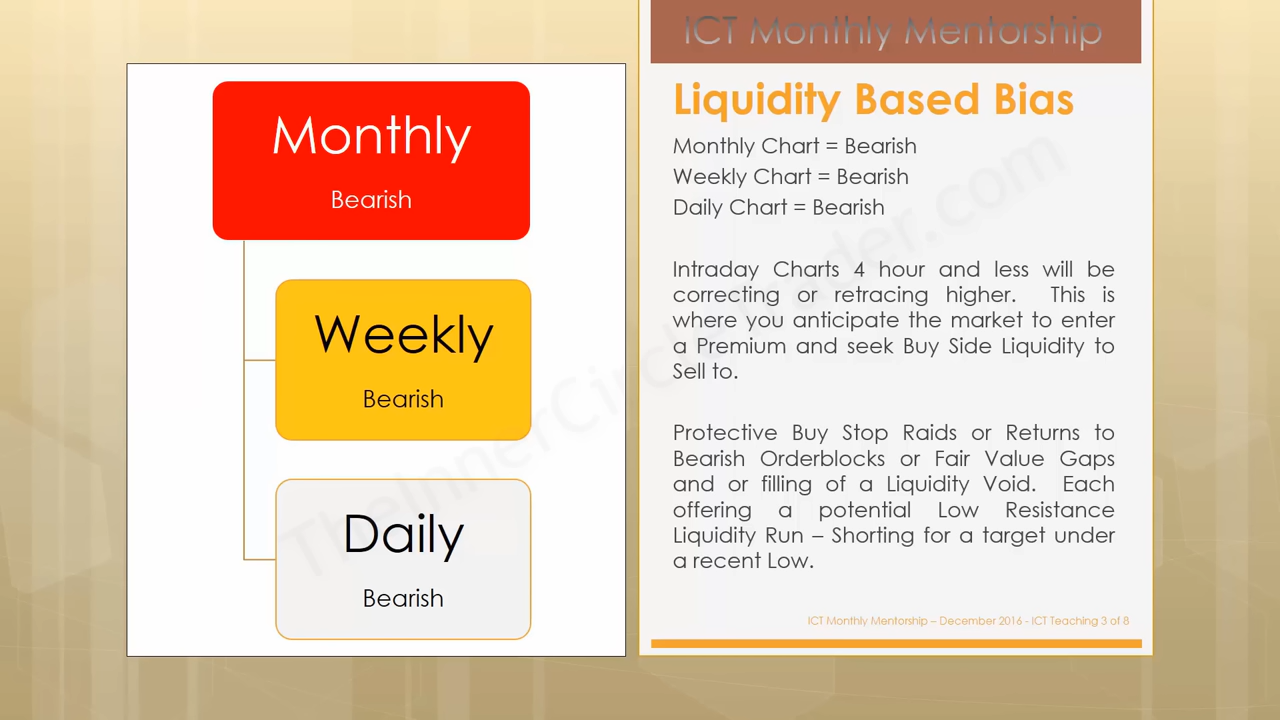 ICT Monthly Mentorship
Monthly
Bearish
Weekly
Bearish
Daily
Bearish
Liquidity Based Bias
Monthly Chart = Bearish
Weekly Chart = Bearish
Daily Chart = Bearish
Intraday Charts 4 hour and less will be
correcting or retracing higher. This is
where you anticipate the market to enter
a Premium and seek Buy Side Liquidity to
Sell to.
Protective Buy Stop Raids or Returns to
Bearish Orderblocks or Fair Value Gaps
and or filling of a Liquidity Void. Each
offering a potential Low Resistance
Liquidity Run – Shorting for a target under
a recent Low.
ICT Monthly Mentorship – December 2016 - ICT Teaching 3 of 8
TheInnerCircleTrader.com